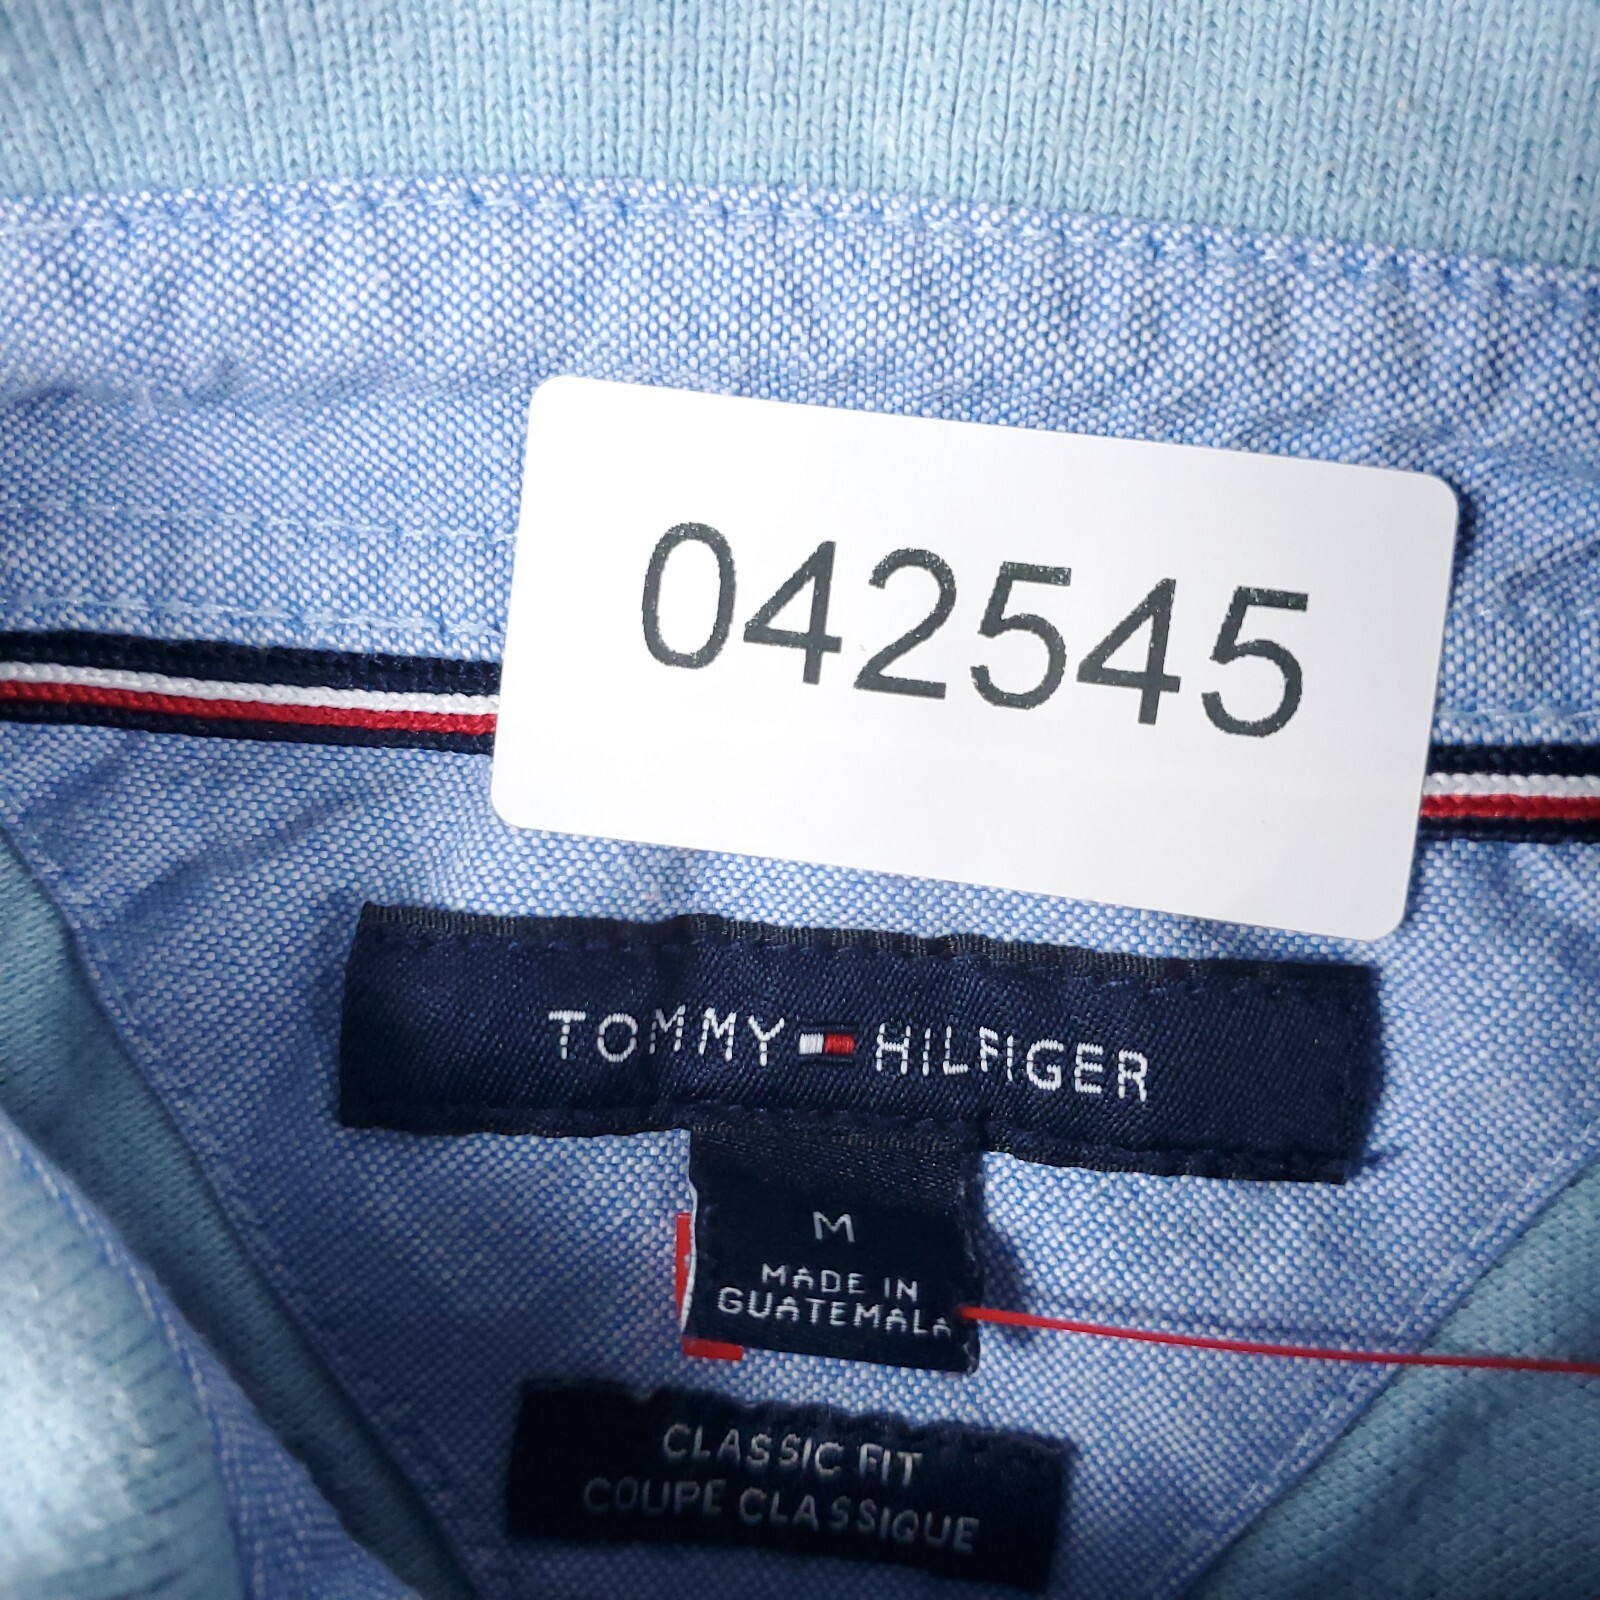 042545
TOMMY HILFIGER
M
MADE IN
GUATEMALA
CLASSIC FIT
COUPE CLASSIQUE